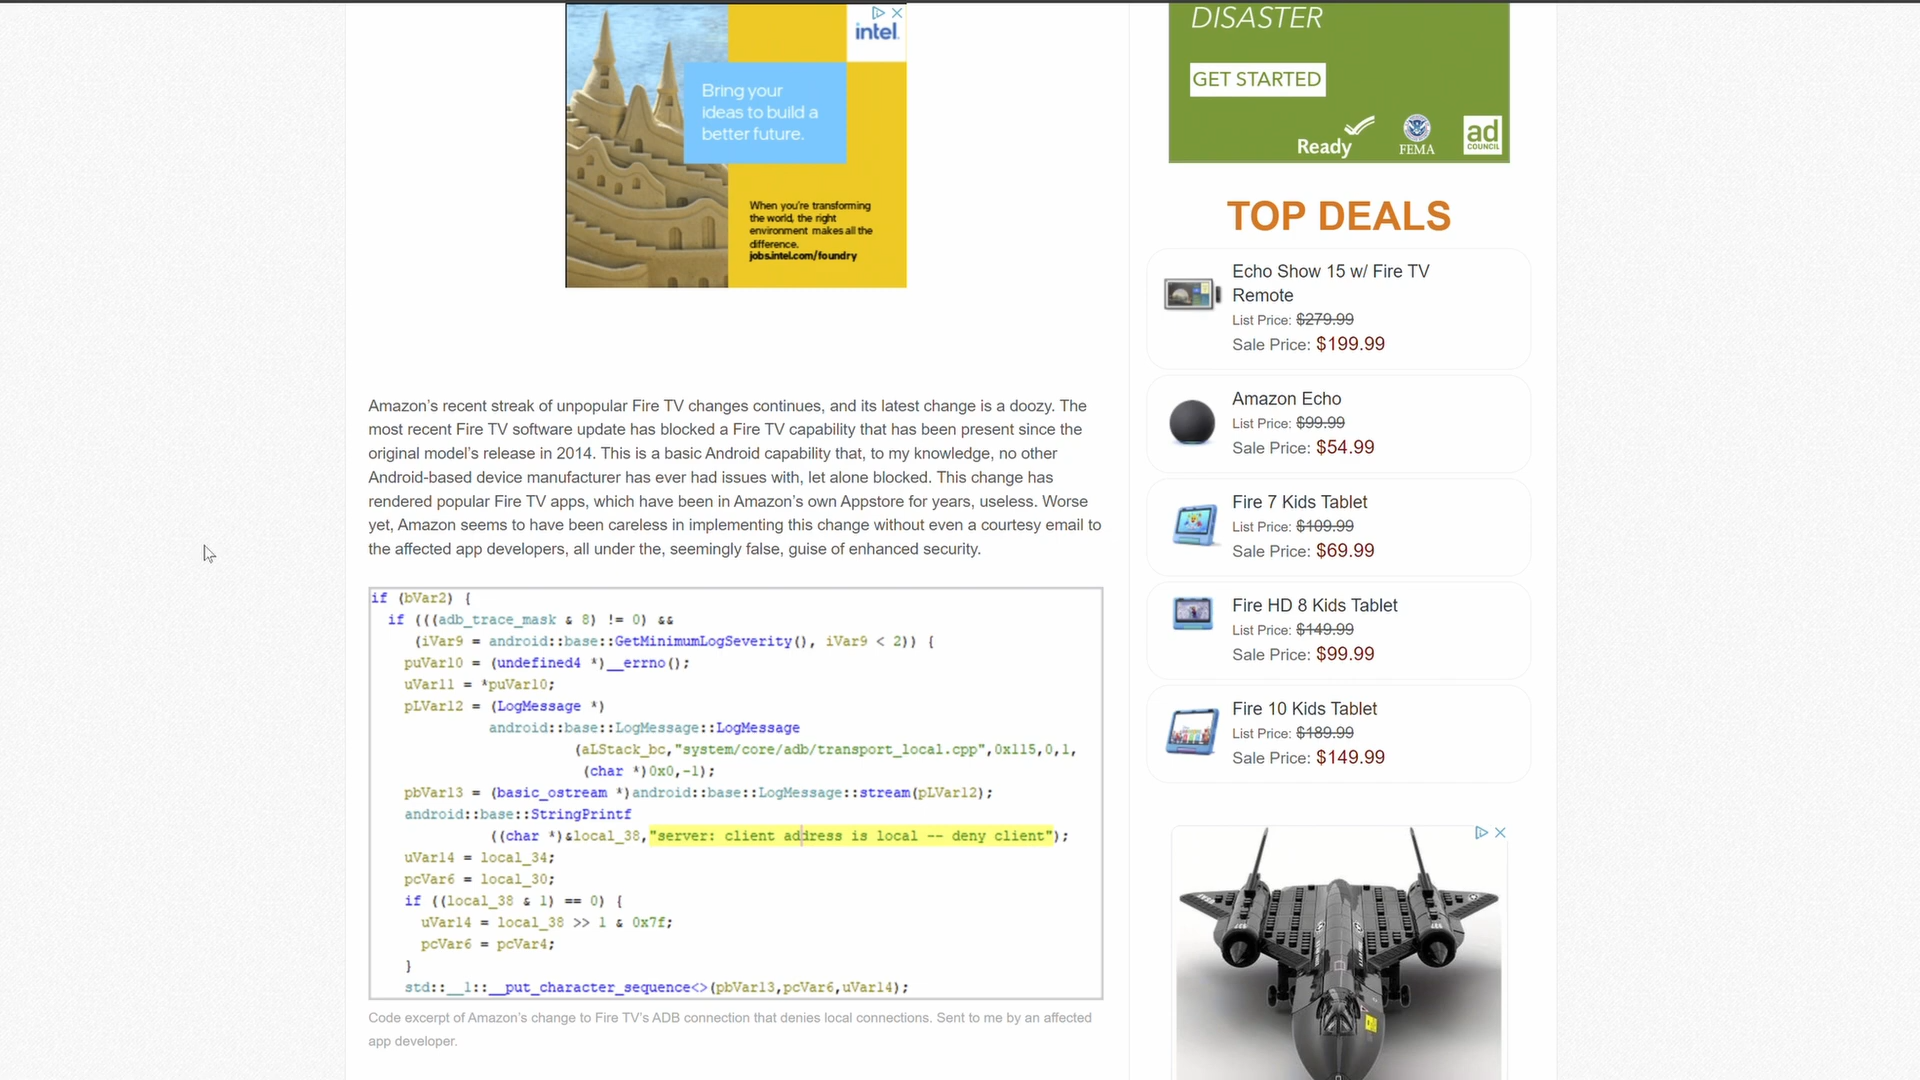 intel.
Bring your
ideas to build a
better future.
When you're transforming
the world, the right
environment makes all the
difference.
jobs.intel.com/foundry
Amazon's recent streak of unpopular Fire TV changes continues, and its latest change is a doozy. The
most recent Fire TV software update has blocked a Fire TV capability that has been present since the
original model's release in 2014. This is a basic Android capability that, to my knowledge, no other
Android-based device manufacturer has ever had issues with, let alone blocked. This change has
rendered popular Fire TV apps, which have been in Amazon's own Appstore for years, useless. Worse
yet, Amazon seems to have been careless in implementing this change without even a courtesy email to
the affected app developers, all under the, seemingly false, guise of enhanced security.
if (bVar2) {
if (((adb_trace_mask & 8) != 0) &&
(iVar9 = android::base::GetMinimumLogSeverity(), iVar9 < 2)) {
puVar10 = (undefined4 *)__errno();
uVar11 = *puVar10;
pLVar12 = (LogMessage *)
android::base::LogMessage::LogMessage
(aLStack_bc,"system/core/adb/transport_local.cpp",0x115,0,1,
(char *)0x0,-1);
pbVar13 = (basic_ostream *)android::base::LogMessage::stream(pLVar12);
android::base::StringPrintf
((char *)&local_38,"server: client address is local -- deny client");
uVar14 = local_34;
pcVar6 = local_30;
if ((local_38 & 1) == 0) {
uVar14 = local_38 >> 1 & 0x7f;
pcVar6 = pcVar4;
}
std::__1::__put_character_sequence<>(pbVar13,pcVar6,uVar14);
Code excerpt of Amazon's change to Fire TV's ADB connection that denies local connections. Sent to me by an affected
app developer.
DISASTER
GET STARTED
Ready
FEMA
ad
COUNCIL
TOP DEALS
Echo Show 15 w/ Fire TV
Remote
List Price: $279.99
Sale Price: $199.99
Amazon Echo
List Price: $99.99
Sale Price: $54.99
Fire 7 Kids Tablet
List Price: $109.99
Sale Price: $69.99
Fire HD 8 Kids Tablet
List Price: $149.99
Sale Price: $99.99
Fire 10 Kids Tablet
List Price: $189.99
Sale Price: $149.99